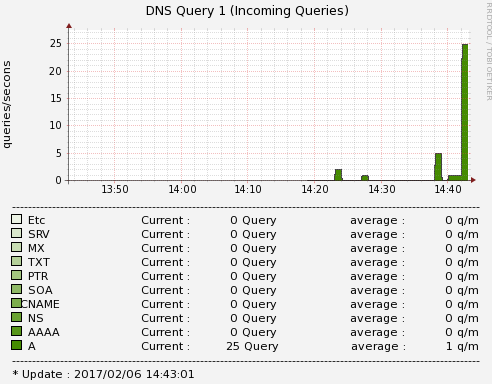 DNS Query 1 (Incoming Queries)
RRDTOOL / TOBI OETIKER
queries/secons
25
20
15
10
5
0
13:50 14:00 14:10 14:20 14:30 14:40
Etc Current : 0 Query average : 0 q/m
SRV Current : 0 Query average : 0 q/m
MX Current : 0 Query average : 0 q/m
TXT Current : 0 Query average : 0 q/m
PTR Current : 0 Query average : 0 q/m
SOA Current : 0 Query average : 0 q/m
CNAME Current : 0 Query average : 0 q/m
NS Current : 0 Query average : 0 q/m
AAAA Current : 0 Query average : 0 q/m
A Current : 25 Query average : 1 q/m
* Update : 2017/02/06 14:43:01